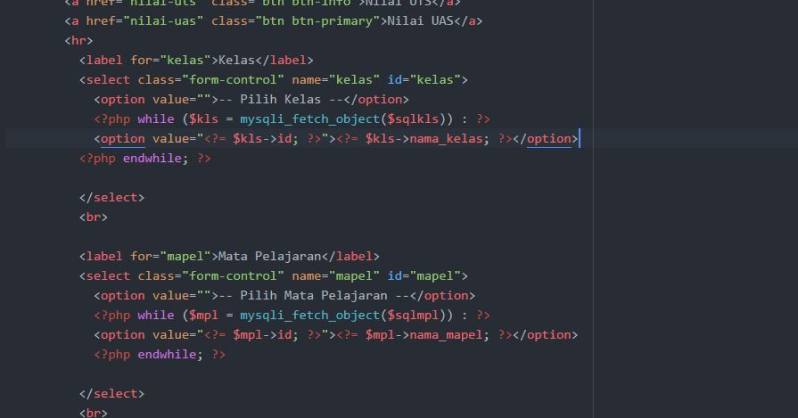 <a href="nilai-uts" class="btn btn-info">Nilai UTS</a>
<a href="nilai-uas" class="btn btn-primary">Nilai UAS</a>
<hr>
<label for="kelas">Kelas</label>
<select class="form-control" name="kelas" id="kelas">
<option value="">-- Pilih Kelas --</option>
<?php while ($kls = mysqli_fetch_object($sqlkls)) : ?>
<option value="<?= $kls->id; ?>"><?= $kls->nama_kelas; ?></option>
<?php endwhile; ?>
</select>
<br>
<label for="mapel">Mata Pelajaran</label>
<select class="form-control" name="mapel" id="mapel">
<option value="">-- Pilih Mata Pelajaran --</option>
<?php while ($mpl = mysqli_fetch_object($sqlmpl)) : ?>
<option value="<?= $mpl->id; ?>"><?= $mpl->nama_mapel; ?></option>
<?php endwhile; ?>
</select>
<br>